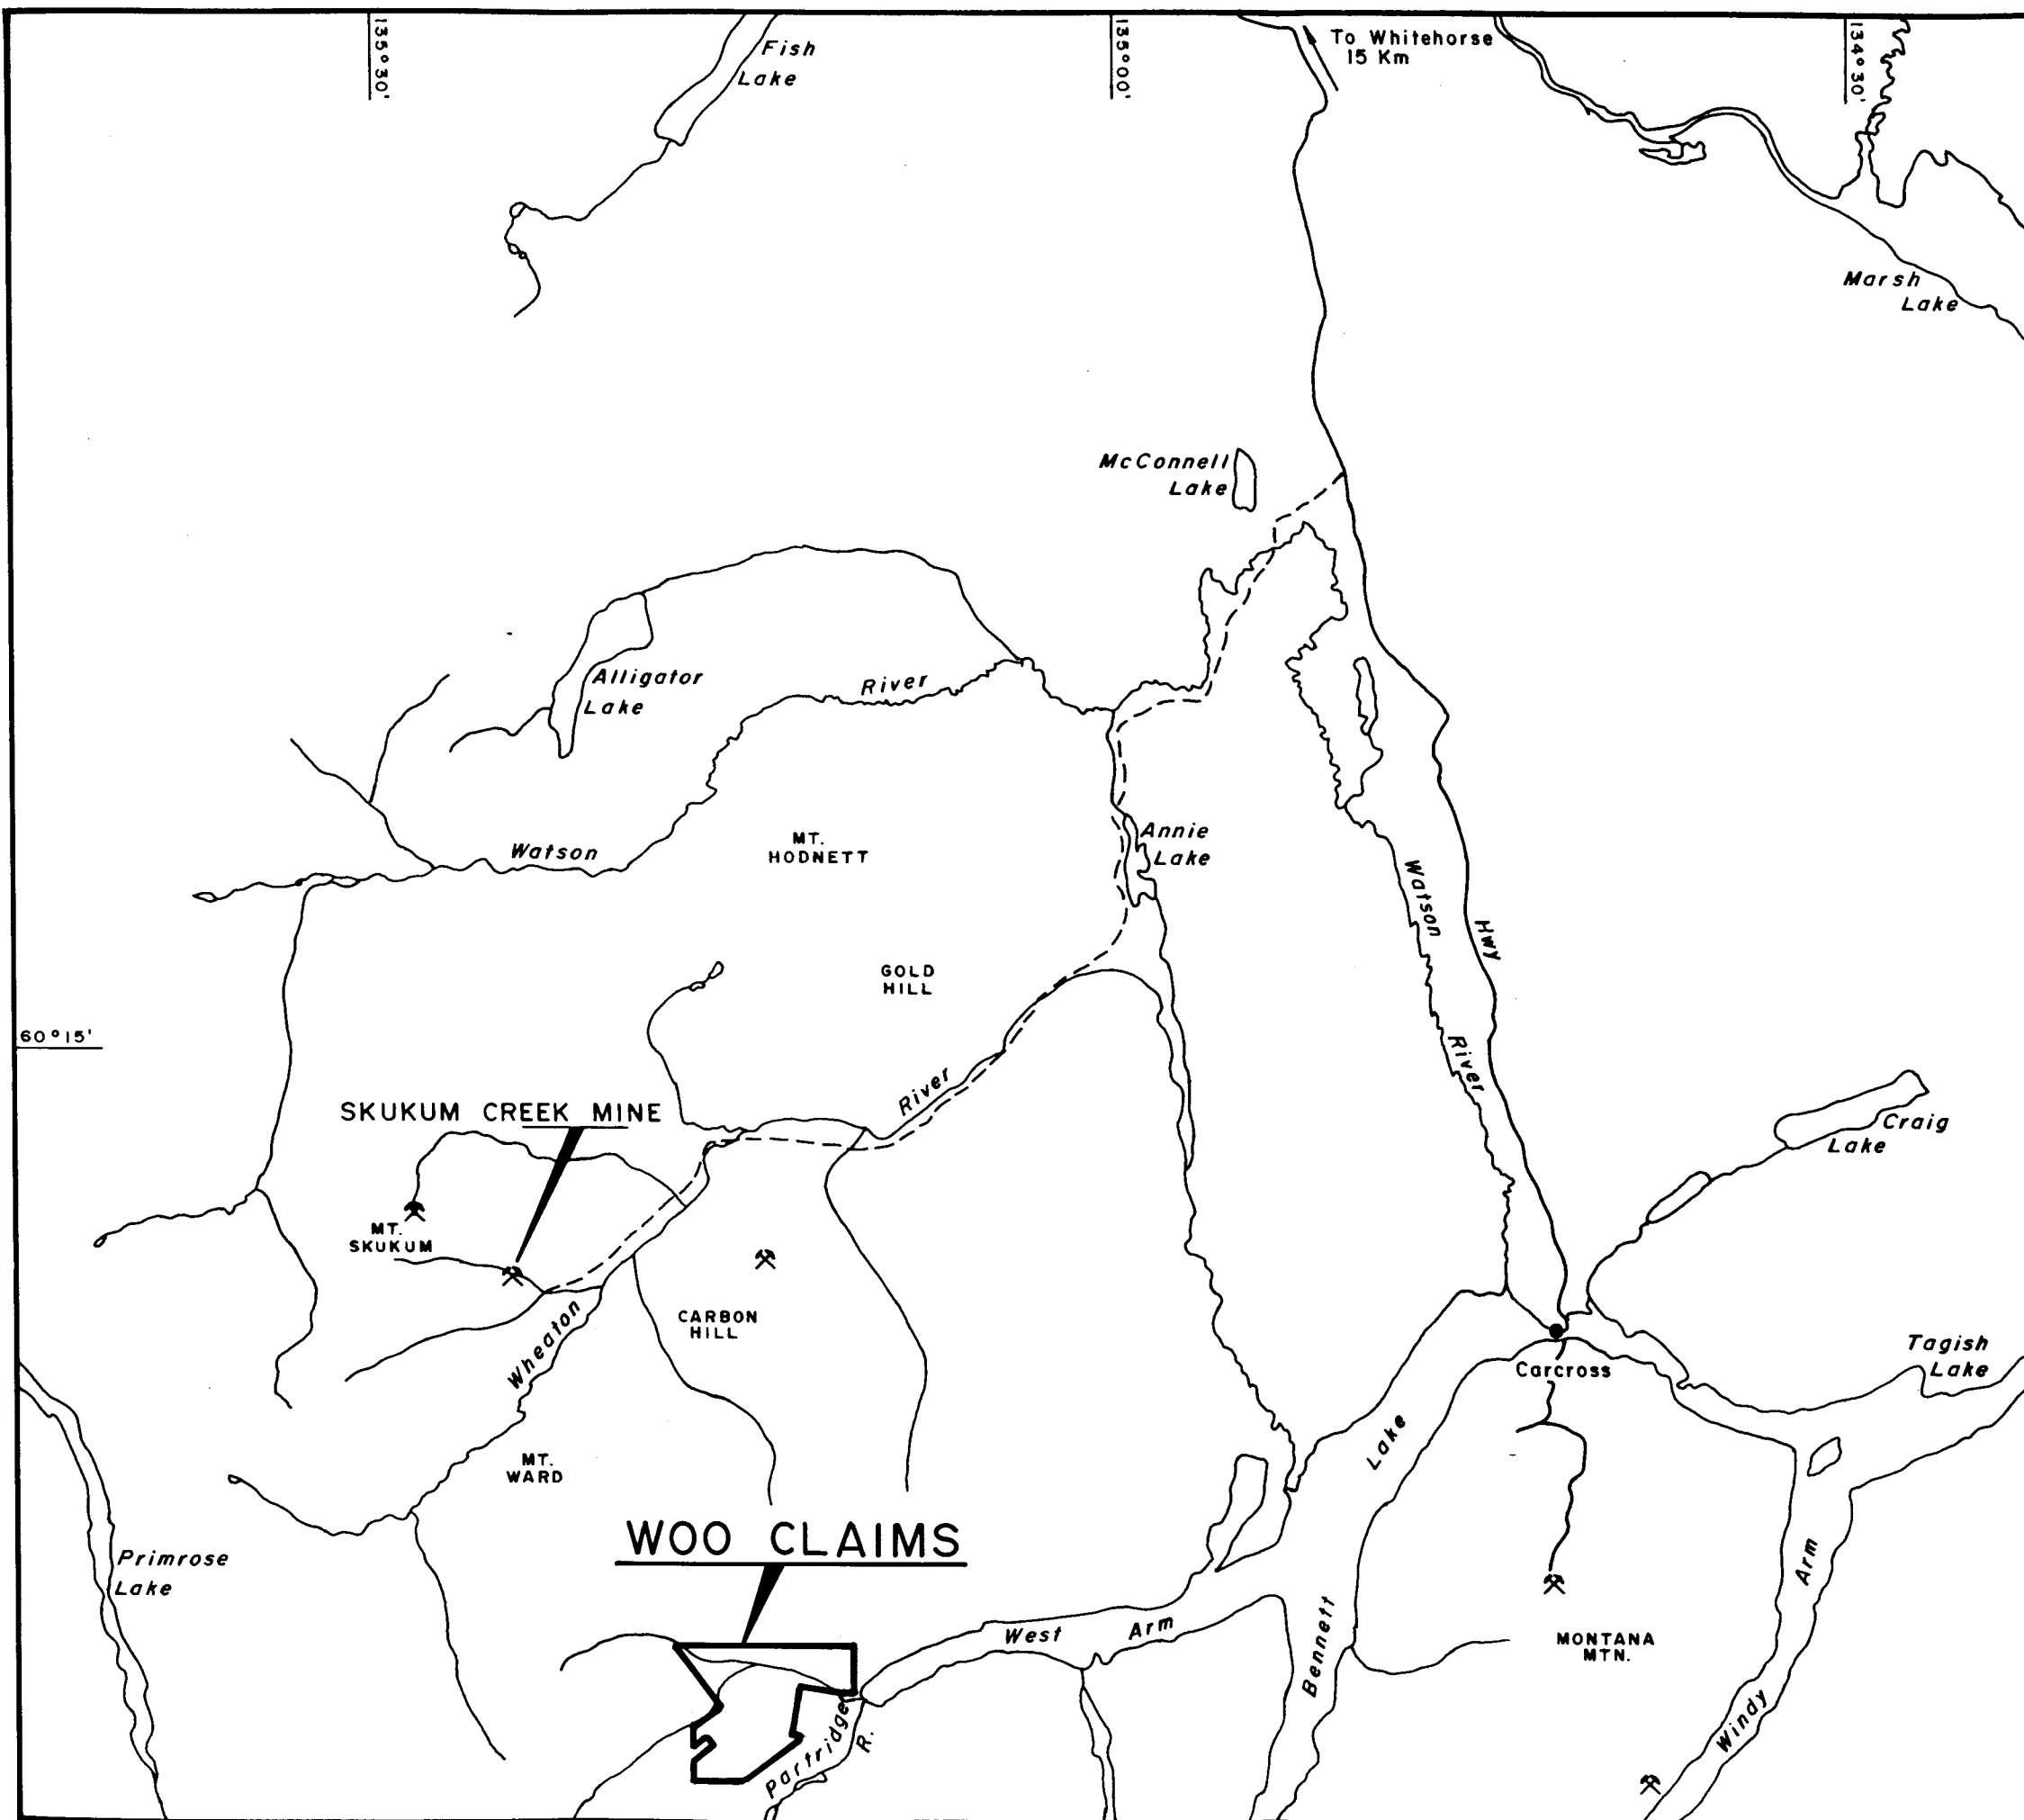 135°30'
135°00'
134°30'
Fish
Lake
To Whitehorse
15 Km
Marsh
Lake
McConnell
Lake
Alligator
Lake
River
Watson
MT.
HODNETT
Annie
Lake
Watson
River
Hwy
GOLD
HILL
60°15'
River
SKUKUM CREEK MINE
Craig
Lake
MT.
SKUKUM
Wheaton
CARBON
HILL
Carcross
Tagish
Lake
Lake
MT.
WARD
WOO CLAIMS
Primrose
Lake
West Arm
Bennett
Arm
MONTANA
MTN.
Windy
Partridge
R.